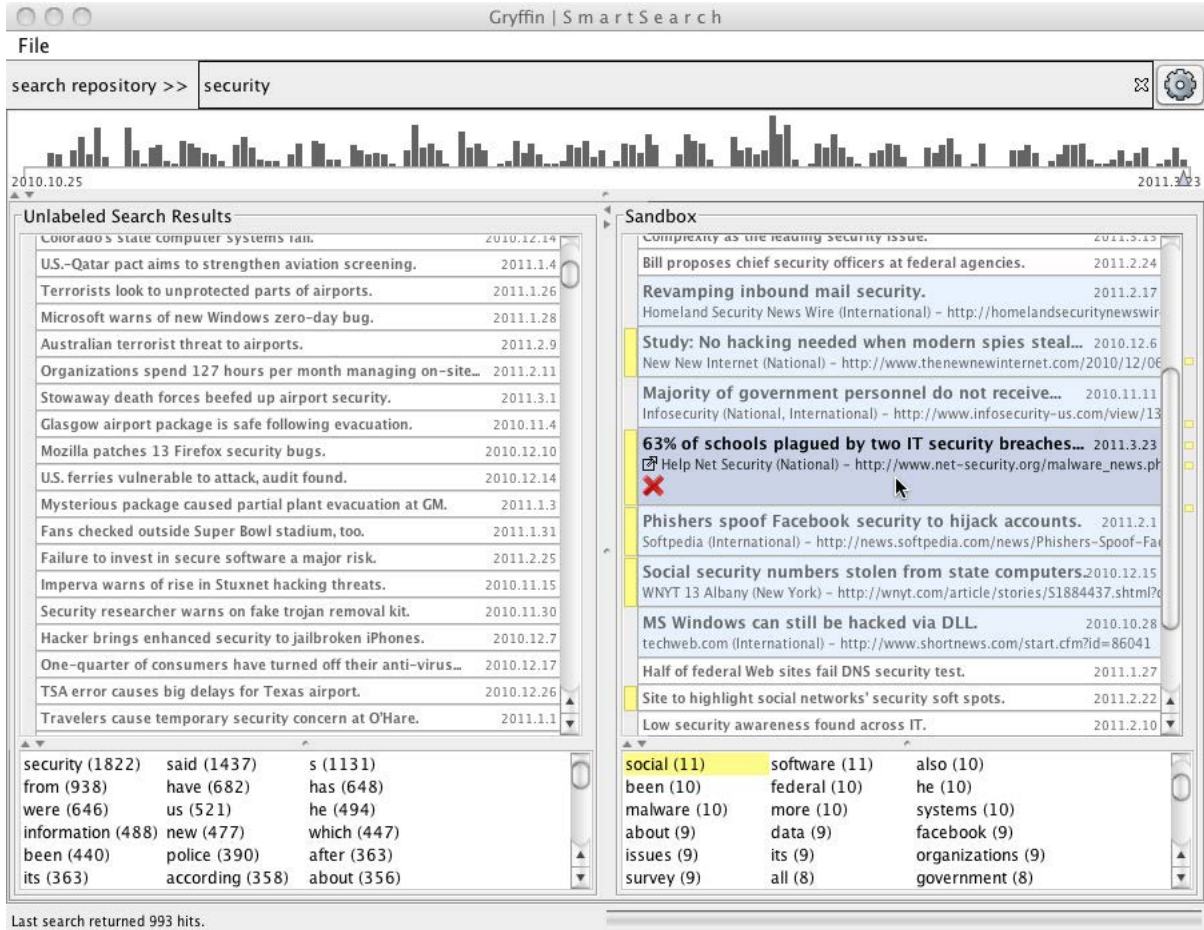 Gryffin | S m a r t S e a r c h
File
search repository >> security
2010.10.25
2011.3.23
Unlabeled Search Results
Colorado's state computer systems fail. 2010.12.14
U.S.-Qatar pact aims to strengthen aviation screening. 2011.1.4
Terrorists look to unprotected parts of airports. 2011.1.26
Microsoft warns of new Windows zero-day bug. 2011.1.28
Australian terrorist threat to airports. 2011.2.9
Organizations spend 127 hours per month managing on-site... 2011.2.11
Stowaway death forces beefed up airport security. 2011.3.1
Glasgow airport package is safe following evacuation. 2010.11.4
Mozilla patches 13 Firefox security bugs. 2010.12.10
U.S. ferries vulnerable to attack, audit found. 2010.12.14
Mysterious package caused partial plant evacuation at GM. 2011.1.3
Fans checked outside Super Bowl stadium, too. 2011.1.31
Failure to invest in secure software a major risk. 2011.2.25
Imperva warns of rise in Stuxnet hacking threats. 2010.11.15
Security researcher warns on fake trojan removal kit. 2010.11.30
Hacker brings enhanced security to jailbroken iPhones. 2010.12.7
One-quarter of consumers have turned off their anti-virus... 2010.12.17
TSA error causes big delays for Texas airport. 2010.12.26
Travelers cause temporary security concern at O'Hare. 2011.1.1
security (1822) said (1437) s (1131)
from (938) have (682) has (648)
were (646) us (521) he (494)
information (488) new (477) which (447)
been (440) police (390) after (363)
its (363) according (358) about (356)
Sandbox
Complexity as the leading security issue. 2011.3.15
Bill proposes chief security officers at federal agencies. 2011.2.24
Revamping inbound mail security. 2011.2.17
Homeland Security News Wire (International) – http://homelandsecuritynewswir
Study: No hacking needed when modern spies steal... 2010.12.6
New New Internet (National) – http://www.thenewnewinternet.com/2010/12/06
Majority of government personnel do not receive... 2010.11.11
Infosecurity (National, International) – http://www.infosecurity-us.com/view/13
63% of schools plagued by two IT security breaches... 2011.3.23
Help Net Security (National) – http://www.net-security.org/malware_news.ph
Phishers spoof Facebook security to hijack accounts. 2011.2.1
Softpedia (International) – http://news.softpedia.com/news/Phishers-Spoof-Fac
Social security numbers stolen from state computers. 2010.12.15
WNYT 13 Albany (New York) – http://wnyt.com/article/stories/S1884437.shtml?c
MS Windows can still be hacked via DLL. 2010.10.28
techweb.com (International) – http://www.shortnews.com/start.cfm?id=86041
Half of federal Web sites fail DNS security test. 2011.1.27
Site to highlight social networks' security soft spots. 2011.2.22
Low security awareness found across IT. 2011.2.10
social (11) software (11) also (10)
been (10) federal (10) he (10)
malware (10) more (10) systems (10)
about (9) data (9) facebook (9)
issues (9) its (9) organizations (9)
survey (9) all (8) government (8)
Last search returned 993 hits.